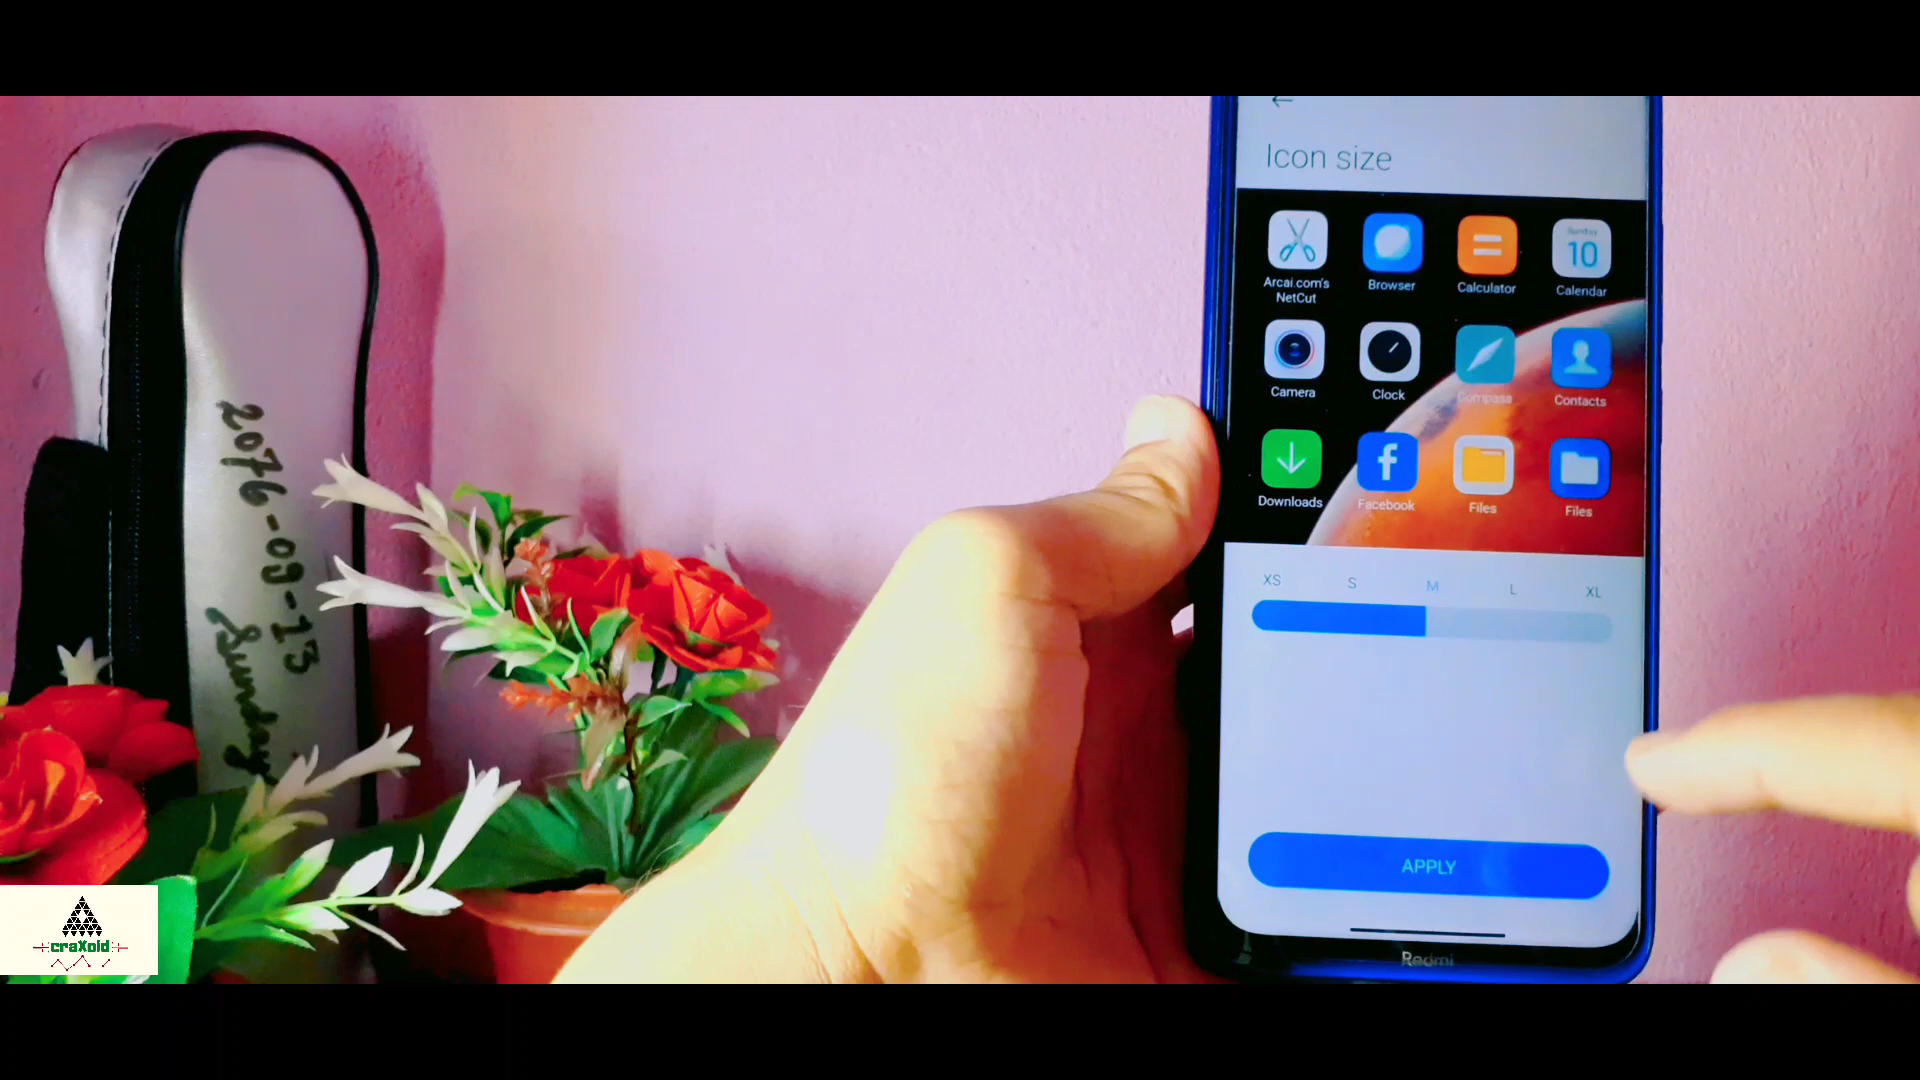 2076-09-13
Sunday
craXoid
Icon size
Arcai.com's
NetCut
Browser
Calculator
Sunday
10
Calendar
Camera
Clock
Compass
Contacts
Downloads
Facebook
Files
Files
XS S M L XL
APPLY
Redmi